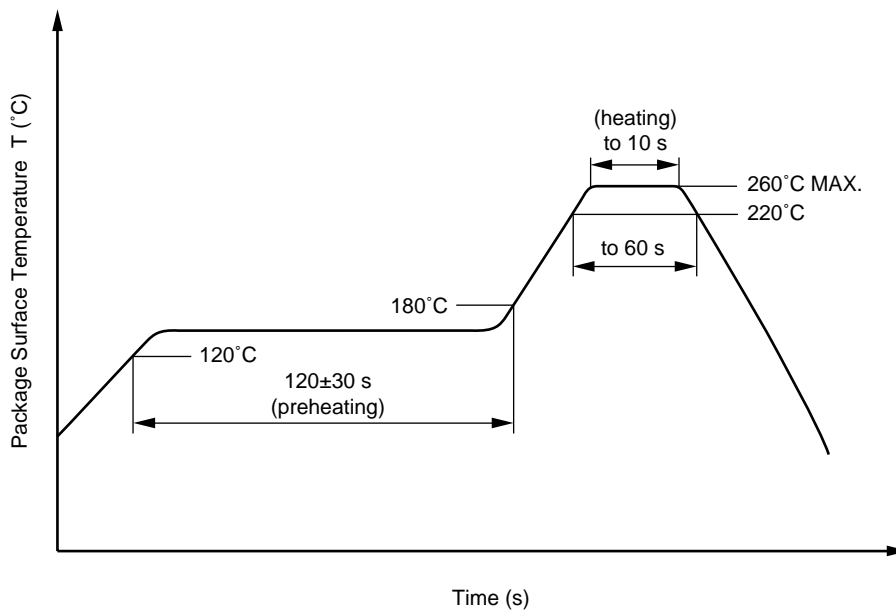 Package Surface Temperature T (˚C)
(heating)
to 10 s
260˚C MAX.
220˚C
to 60 s
180˚C
120˚C
120±30 s
(preheating)
Time (s)